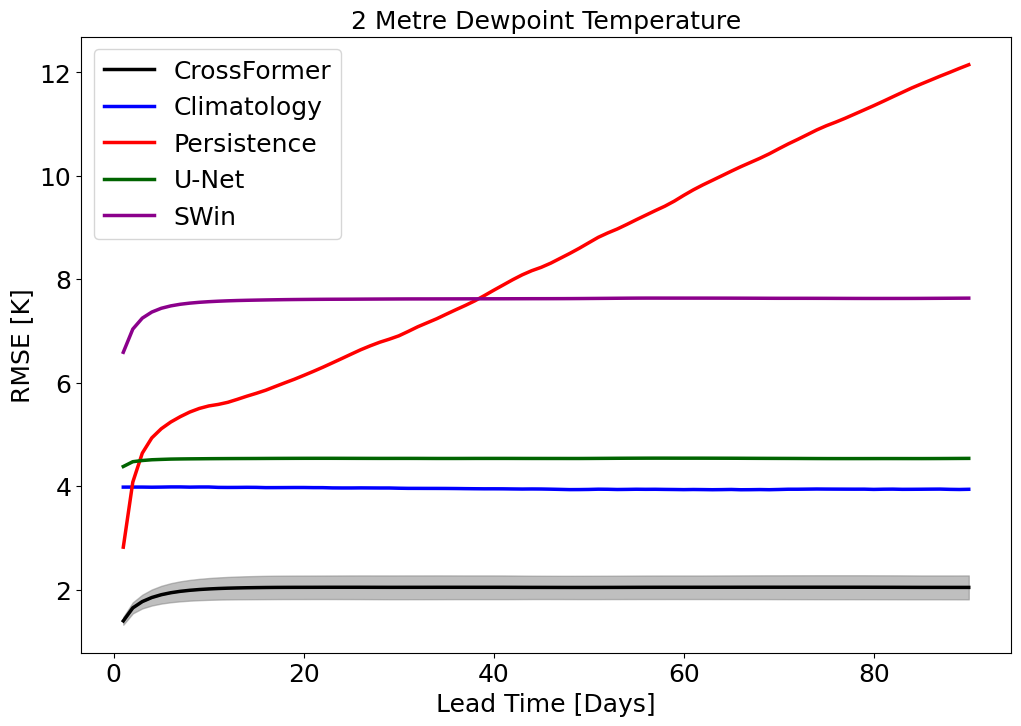 2 Metre Dewpoint Temperature
CrossFormer
Climatology
Persistence
U-Net
SWin
12
10
8
6
4
2
RMSE [K]
0
20
40
60
80
Lead Time [Days]